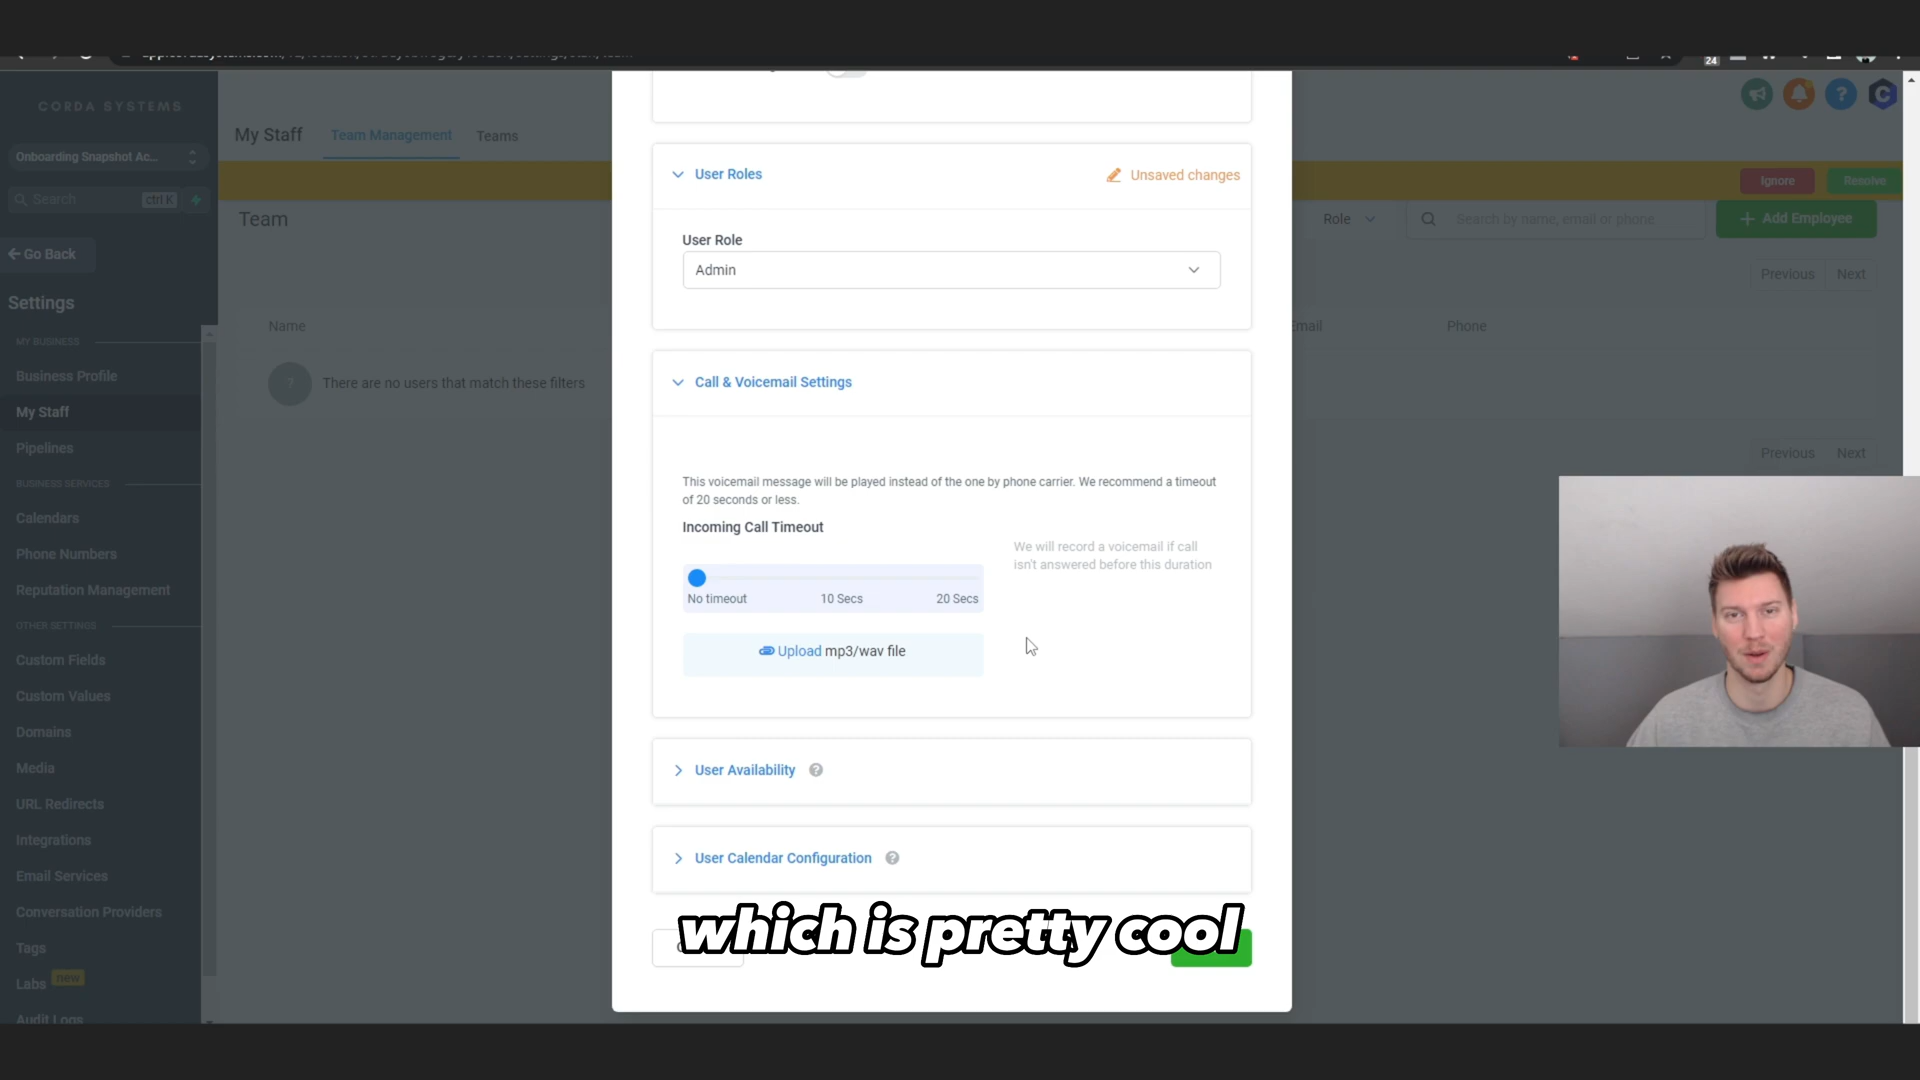 24
CORDA SYSTEMS
Onboarding Snapshot Ac...
Search
ctrl K
Go Back
Settings
MY BUSINESS
Business Profile
My Staff
Pipelines
BUSINESS SERVICES
Calendars
Phone Numbers
Reputation Management
OTHER SETTINGS
Custom Fields
Custom Values
Domains
Media
URL Redirects
Integrations
Email Services
Conversation Providers
Tags
Labs new
Audit Logs
My Staff
Team Management
Teams
Team
Name
?
There are no users that match these filters
User Roles
Unsaved changes
User Role
Admin
Call & Voicemail Settings
This voicemail message will be played instead of the one by phone carrier. We recommend a timeout
of 20 seconds or less.
Incoming Call Timeout
We will record a voicemail if call
isn't answered before this duration
No timeout
10 Secs
20 Secs
Upload mp3/wav file
User Availability ?
User Calendar Configuration ?
which is pretty cool
? C
Ignore
Resolve
Role
Search by name, email or phone
+ Add Employee
Previous
Next
Email
Phone
Previous
Next